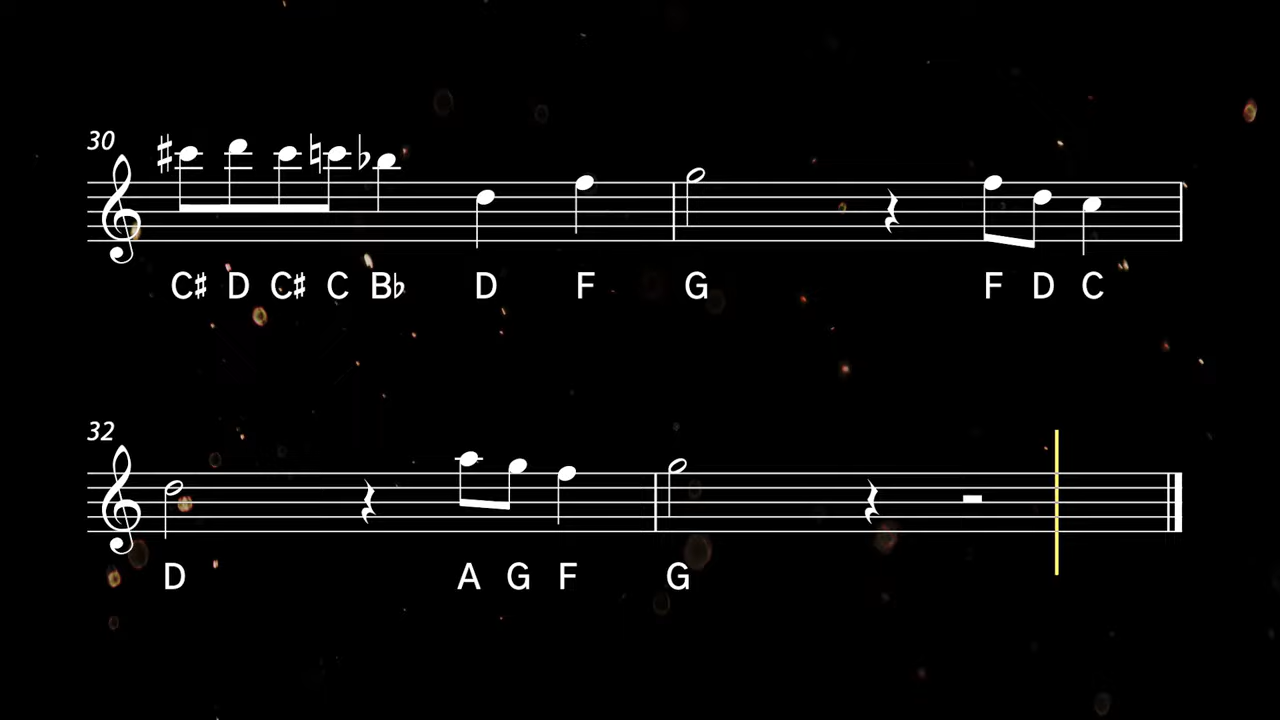 30
C♯ D C♯ C B♭ D F G F D C
32
D A G F G